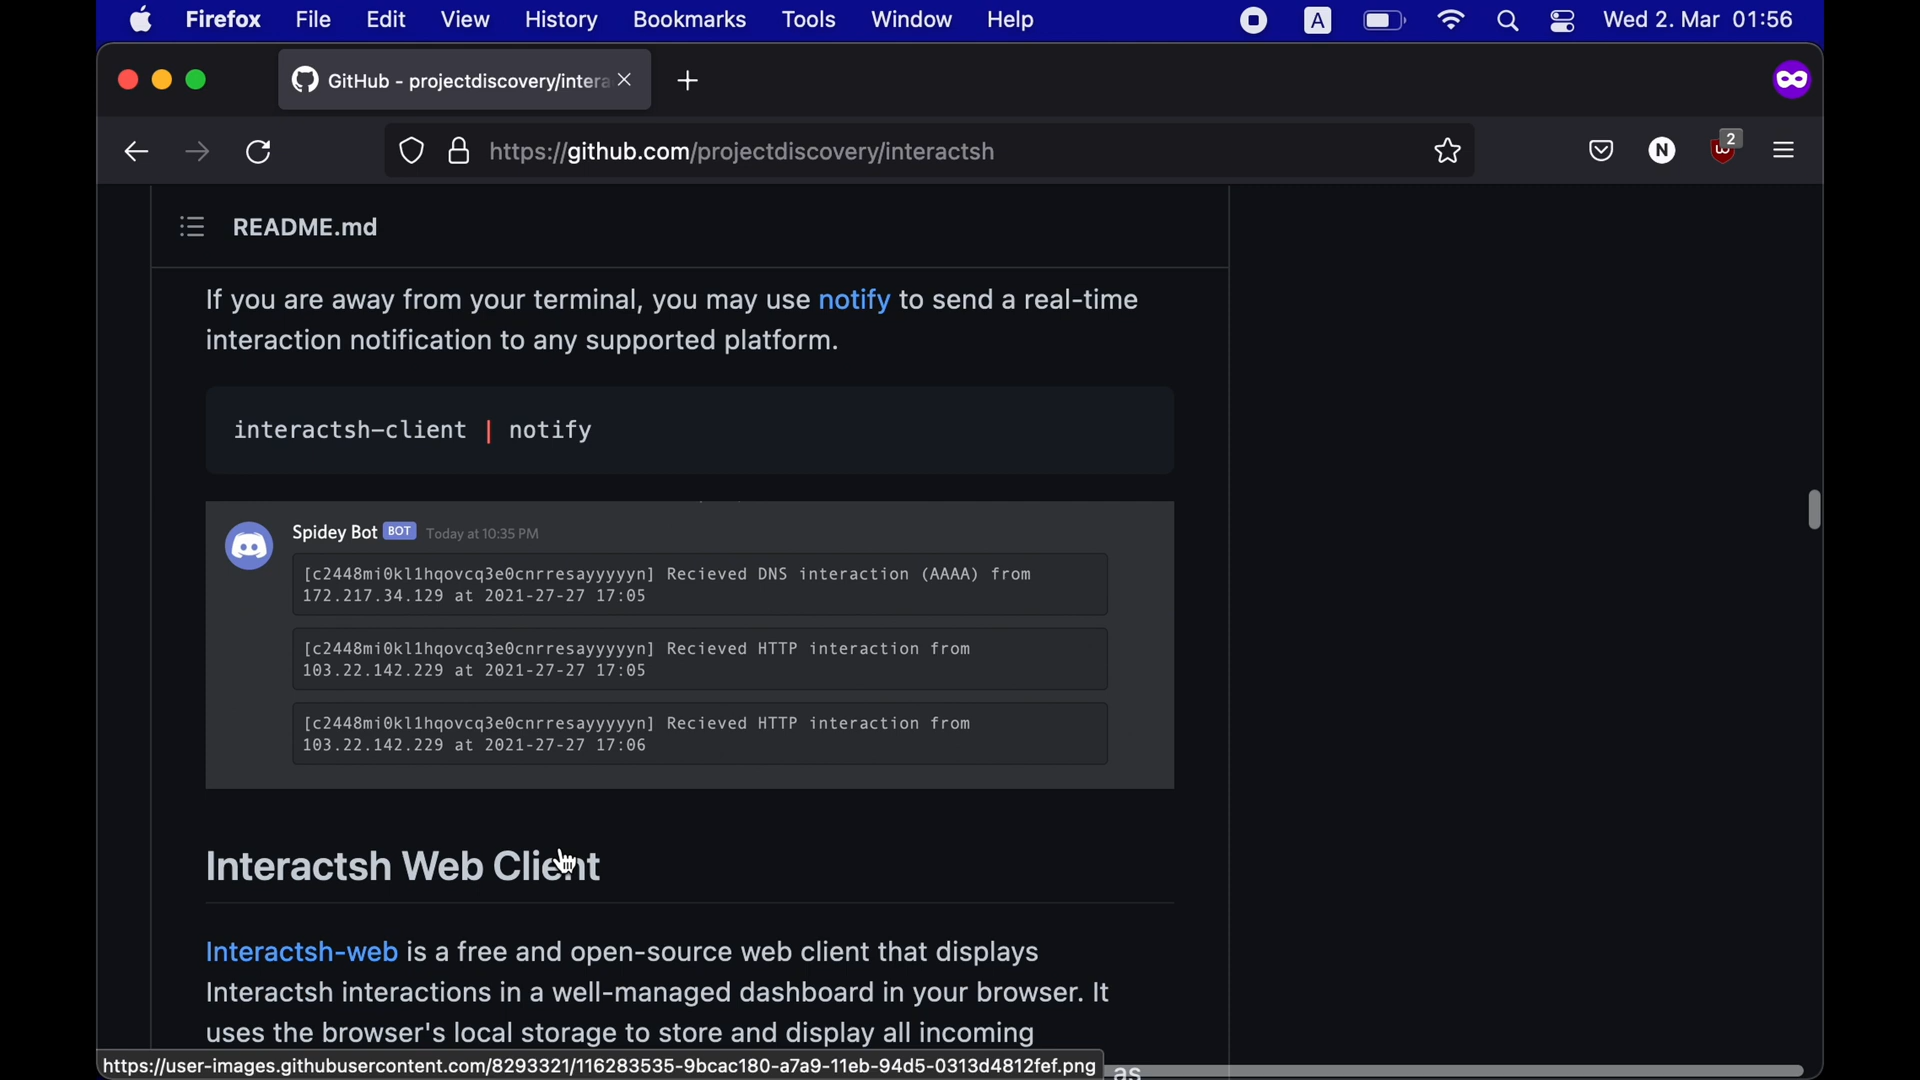 Firefox File Edit View History Bookmarks Tools Window Help A Wed 2. Mar 01:56
GitHub - projectdiscovery/intera
https://github.com/projectdiscovery/interactsh N 2
README.md
If you are away from your terminal, you may use notify to send a real-time
interaction notification to any supported platform.
interactsh-client | notify
Spidey Bot BOT Today at 10:35 PM
[c2448mi0kl1hqovcq3e0cnrresayyyyyn] Recieved DNS interaction (AAAA) from
172.217.34.129 at 2021-27-27 17:05
[c2448mi0kl1hqovcq3e0cnrresayyyyyn] Recieved HTTP interaction from
103.22.142.229 at 2021-27-27 17:05
[c2448mi0kl1hqovcq3e0cnrresayyyyyn] Recieved HTTP interaction from
103.22.142.229 at 2021-27-27 17:06
Interactsh Web Client
Interactsh-web is a free and open-source web client that displays
Interactsh interactions in a well-managed dashboard in your browser. It
uses the browser's local storage to store and display all incoming
https://user-images.githubusercontent.com/8293321/116283535-9bcac180-a7a9-11eb-94d5-0313d4812fef.png as